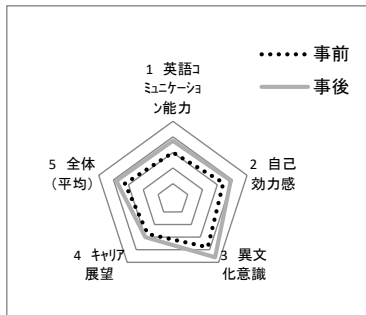 事前
事後
1 英語コ
ミュニケーショ
ン能力
2 自己
効力感
3 異文
化意識
4 キャリア
展望
5 全体
（平均）